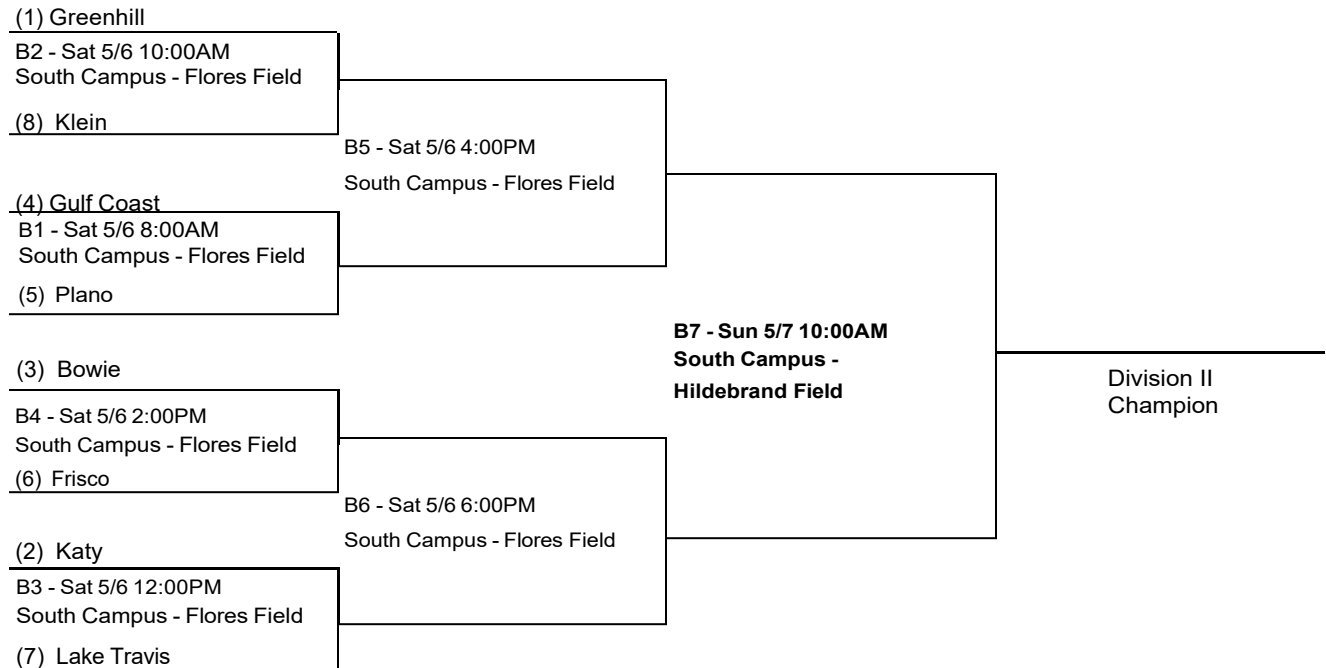 (1) Greenhill
B2 - Sat 5/6 10:00AM
South Campus - Flores Field
(8) Klein
B5 - Sat 5/6 4:00PM
South Campus - Flores Field
(4) Gulf Coast
B1 - Sat 5/6 8:00AM
South Campus - Flores Field
(5) Plano
B7 - Sun 5/7 10:00AM
South Campus -
Hildebrand Field
Division II
Champion
(3) Bowie
B4 - Sat 5/6 2:00PM
South Campus - Flores Field
(6) Frisco
B6 - Sat 5/6 6:00PM
South Campus - Flores Field
(2) Katy
B3 - Sat 5/6 12:00PM
South Campus - Flores Field
(7) Lake Travis